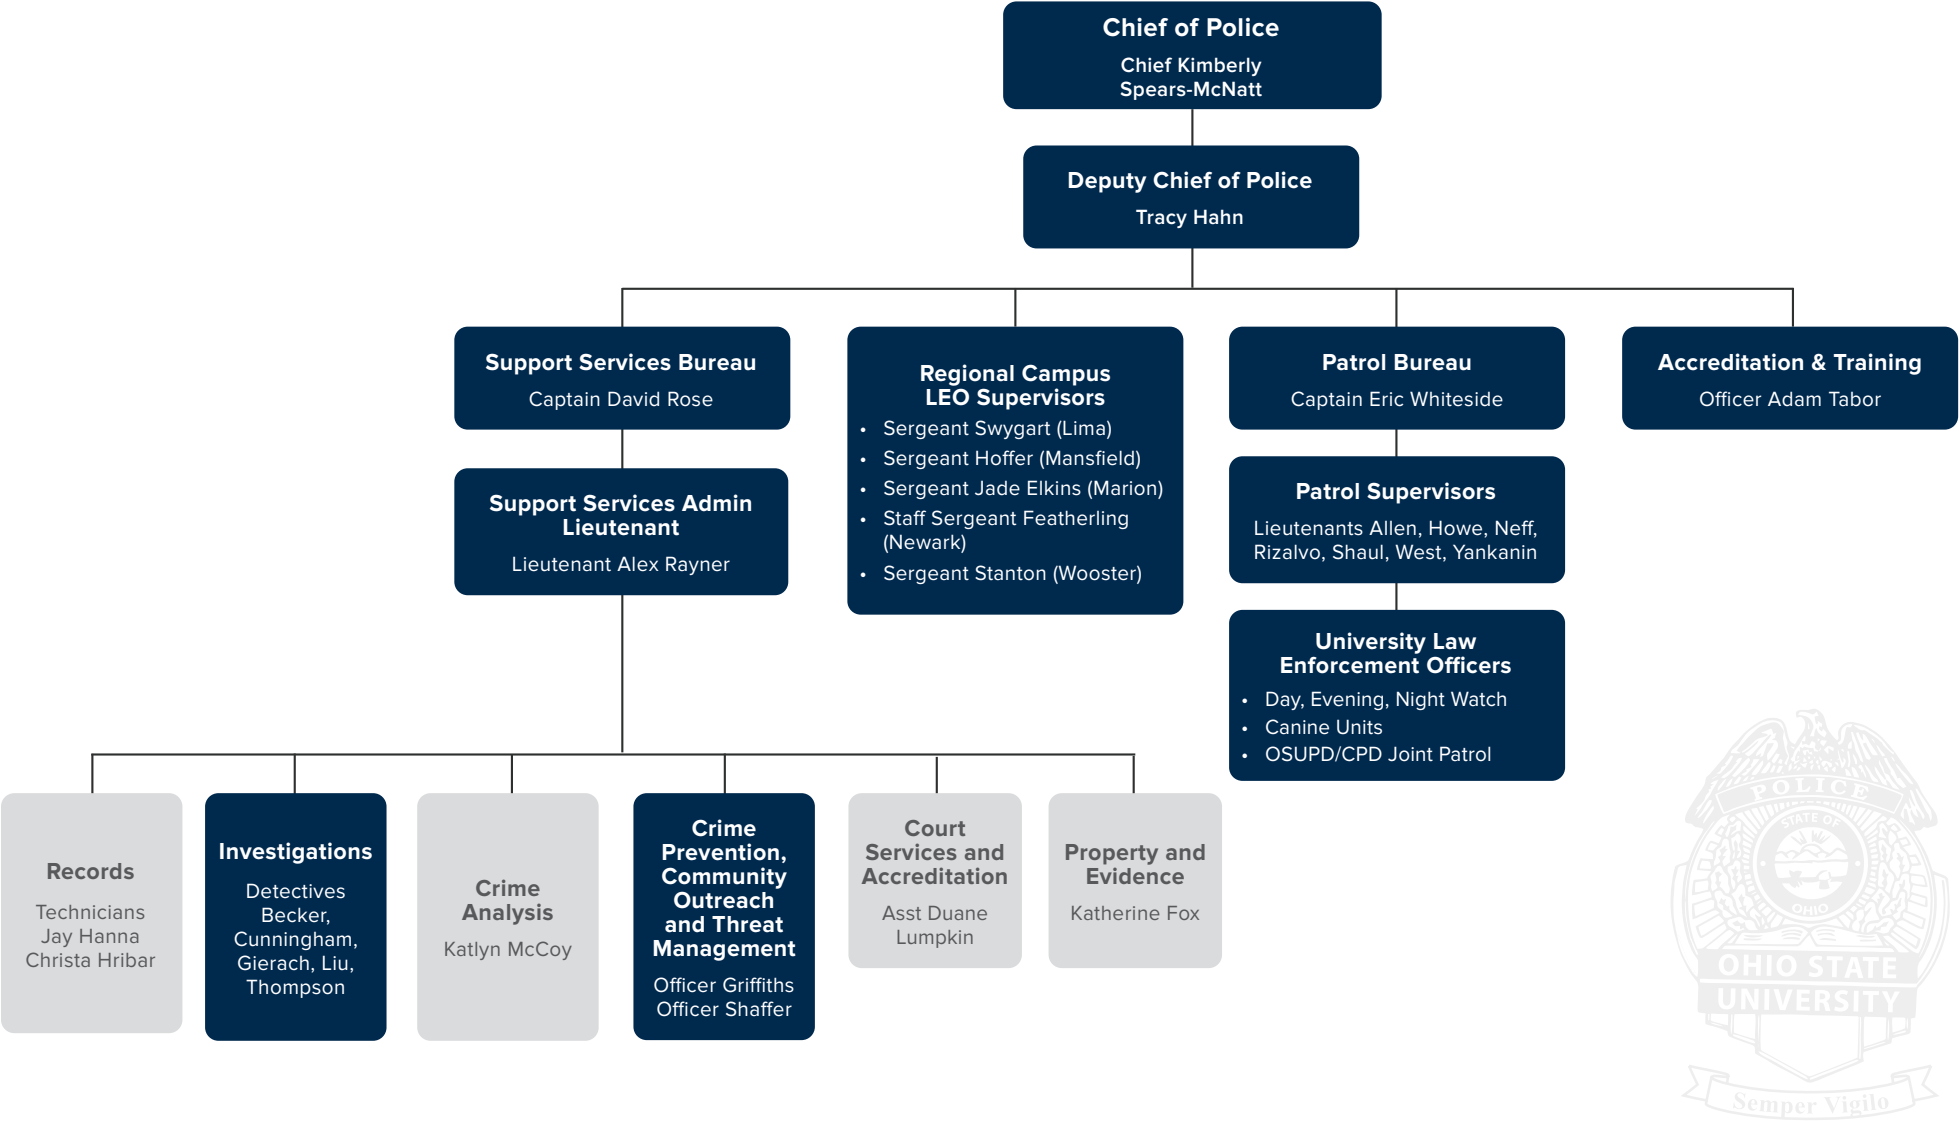 Chief of Police
Chief Kimberly
Spears-McNatt
Deputy Chief of Police
Tracy Hahn
Support Services Bureau
Captain David Rose
Regional Campus
LEO Supervisors
• Sergeant Swygart (Lima)
• Sergeant Hoffer (Mansfield)
• Sergeant Jade Elkins (Marion)
• Staff Sergeant Featherling
(Newark)
• Sergeant Stanton (Wooster)
Patrol Bureau
Captain Eric Whiteside
Accreditation & Training
Officer Adam Tabor
Support Services Admin
Lieutenant
Lieutenant Alex Rayner
Patrol Supervisors
Lieutenants Allen, Howe, Neff,
Rizalvo, Shaul, West, Yankanin
University Law
Enforcement Officers
• Day, Evening, Night Watch
• Canine Units
• OSUPD/CPD Joint Patrol
Records
Technicians
Jay Hanna
Christa Hribar
Investigations
Detectives
Becker,
Cunningham,
Gierach, Liu,
Thompson
Crime
Analysis
Katlyn McCoy
Crime
Prevention,
Community
Outreach
and Threat
Management
Officer Griffiths
Officer Shaffer
Court
Services and
Accreditation
Asst Duane
Lumpkin
Property and
Evidence
Katherine Fox
POLICE
STATE OF
OHIO
OHIO STATE
UNIVERSITY
Semper Vigilo